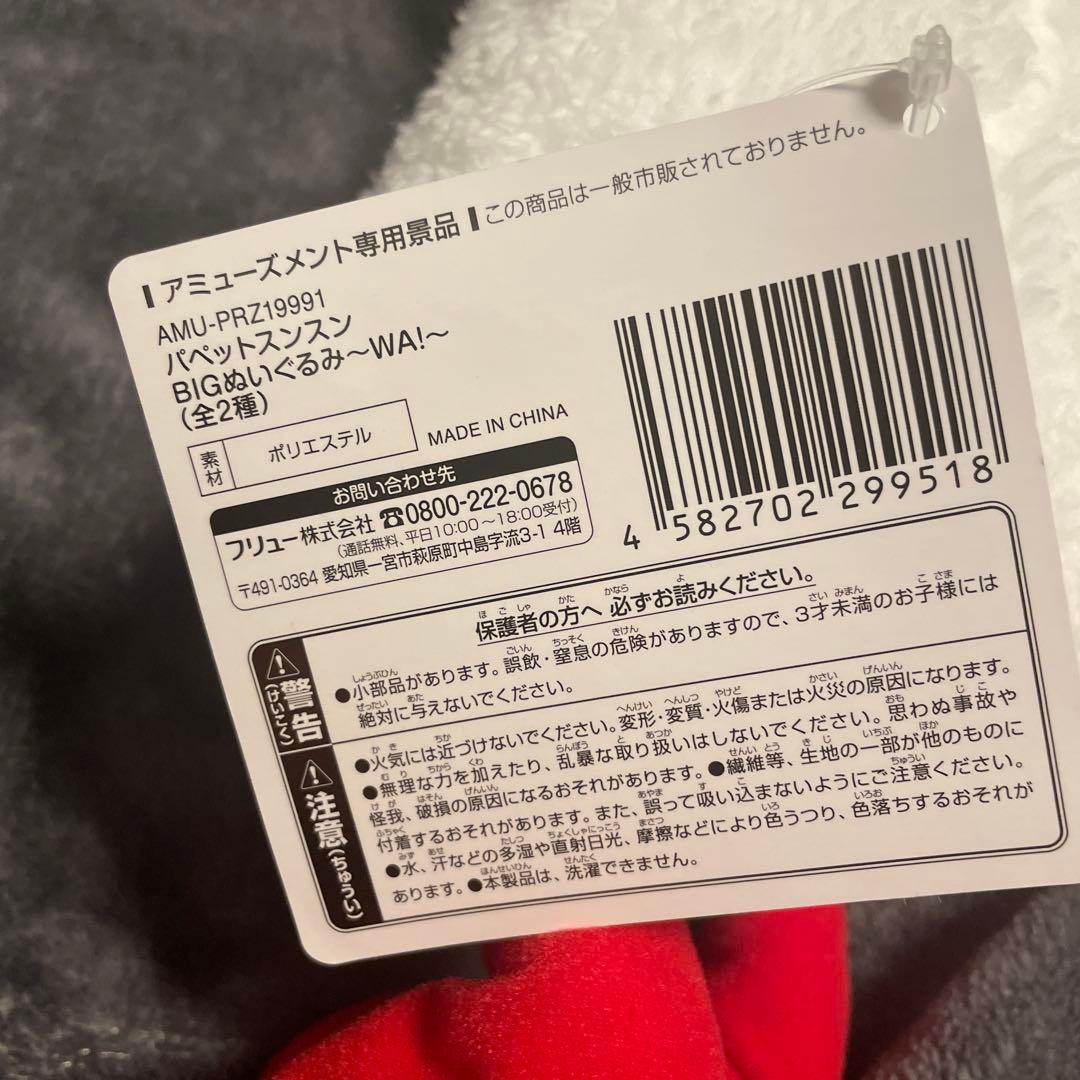 アミューズメント専用景品 この商品は一般市販されておりません。
AMU-PRZ19991
パペットスンスン
BIGぬいぐるみ〜WA!〜
(全2種)
素材 ポリエステル
MADE IN CHINA
お問い合わせ先
フリュー株式会社 ☎0800-222-0678
(通話無料、平日10:00〜18:00受付)
〒491-0364 愛知県一宮市萩原町中島字流3-1 4階
4 582702 299518
保護者の方へ 必ずお読みください。
警告(けいこく)
●小部品があります。誤飲・窒息の危険がありますので、3才未満のお子様には
絶対に与えないでください。
注意(ちゅうい)
●火気には近づけないでください。変形・変質・火傷または火災の原因になります。
●無理な力を加えたり、乱暴な取り扱いはしないでください。思わぬ事故や
怪我、破損の原因になるおそれがあります。●繊維等、生地の一部が他のものに
付着するおそれがあります。また、誤って吸い込まないようにご注意ください。
●水、汗などの多湿や直射日光、摩擦などにより色うつり、色落ちするおそれが
あります。●本製品は、洗濯できません。